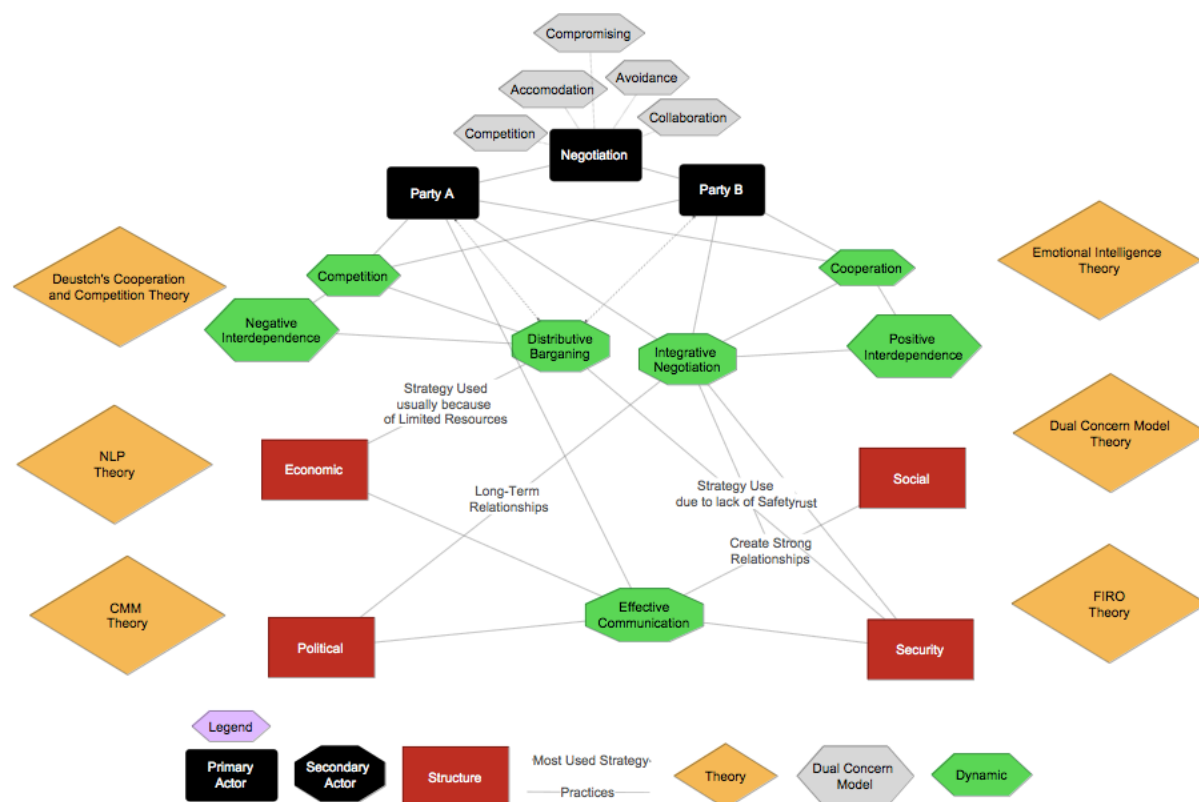 Compromising
Accomodation
Avoidance
Competition
Collaboration
Negotiation
Party A
Party B
Deustch's Cooperation
and Competition Theory
Competition
Cooperation
Emotional Intelligence
Theory
Negative
Interdependence
Distributive
Barganing
Integrative
Negotiation
Positive
Interdependence
Strategy Used
usually because
of Limited Resources
NLP
Theory
Economic
Long-Term
Relationships
Strategy Use
due to lack of Safety
rust
Social
Dual Concern Model
Theory
Create Strong
Relationships
CMM
Theory
Political
Effective
Communication
Security
FIRO
Theory
Legend
Primary
Actor
Secondary
Actor
Structure
Most Used Strategy
Practices
Theory
Dual Concern
Model
Dynamic